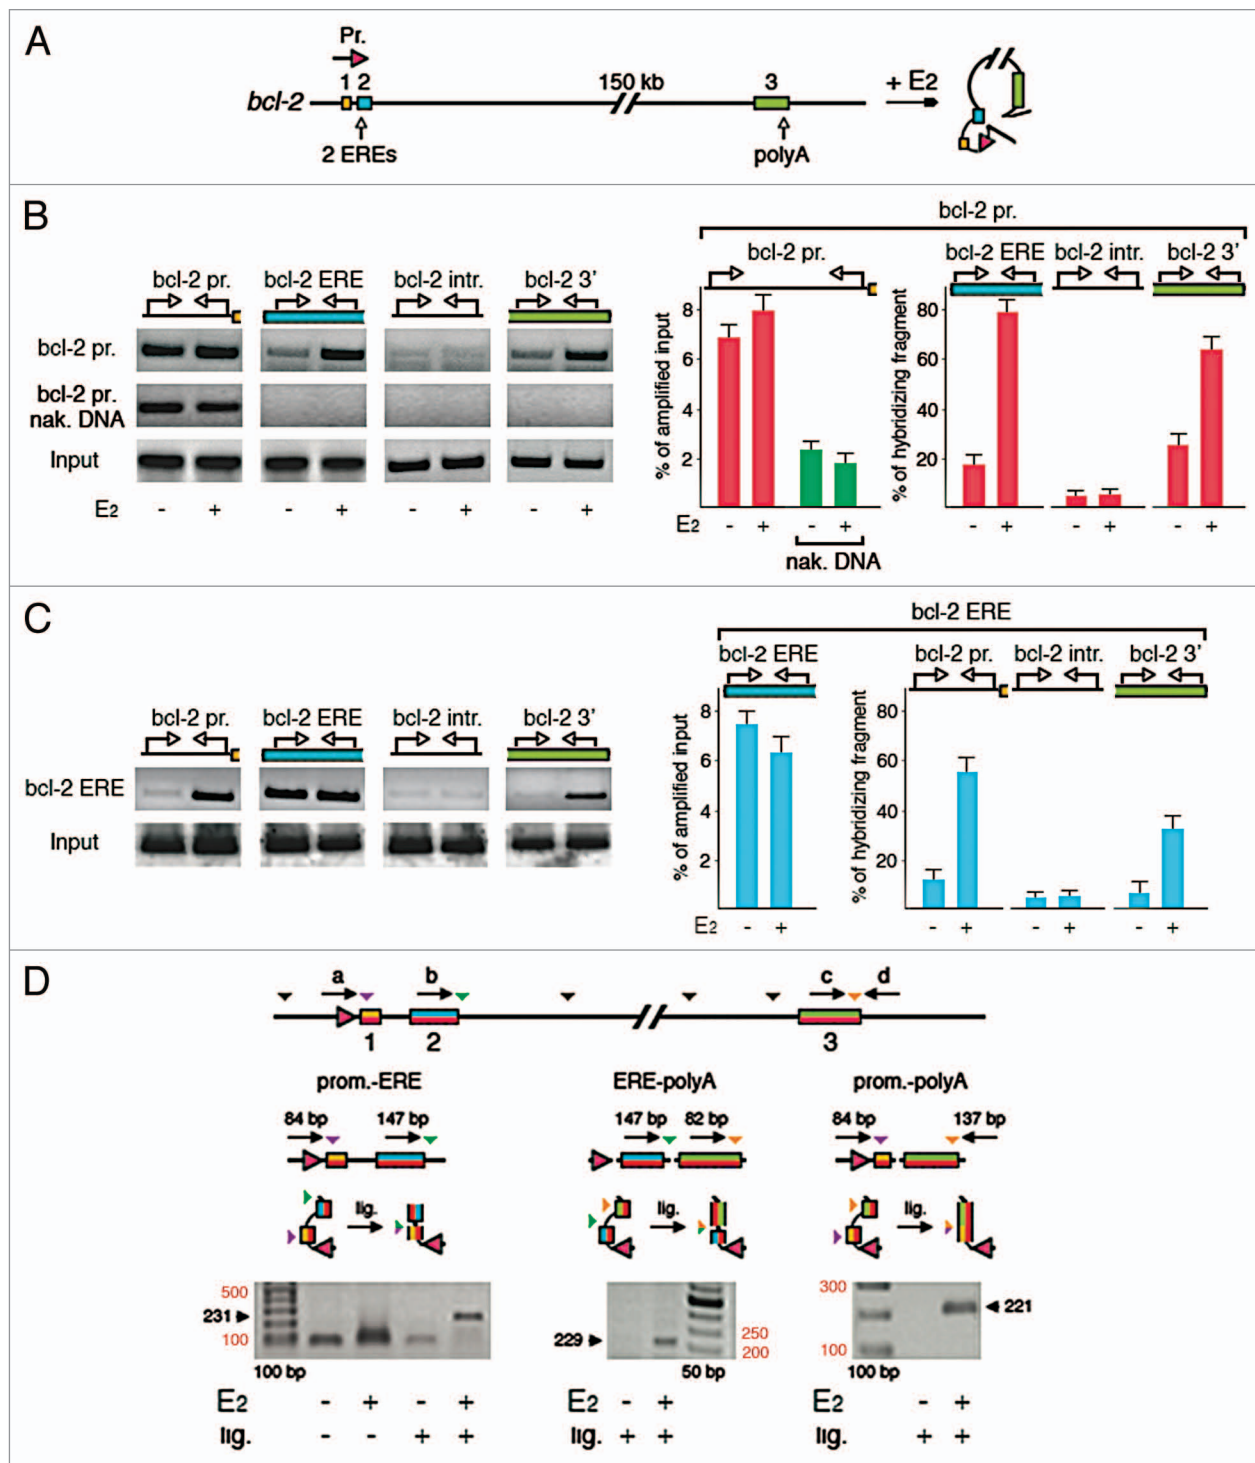 A
Pr.
1 2 150 kb 3 + E2
bcl-2
2 EREs polyA
B
bcl-2 pr.
bcl-2 pr. bcl-2 ERE bcl-2 intr. bcl-2 3'
bcl-2 pr.
bcl-2 pr.
nak. DNA
Input
E2 - + - + - + - +
bcl-2 pr. bcl-2 ERE bcl-2 intr. bcl-2 3'
% of amplified input
8
6
4
2
% of hybridizing fragment
80
60
40
20
E2 - + - + - + - + - +
nak. DNA
C
bcl-2 ERE
bcl-2 pr. bcl-2 ERE bcl-2 intr. bcl-2 3'
bcl-2 ERE
Input
bcl-2 ERE bcl-2 pr. bcl-2 intr. bcl-2 3'
% of amplified input
8
6
4
2
% of hybridizing fragment
80
60
40
20
E2 - + - + - + - +
D
a b c d
1 2 3
prom.-ERE ERE-polyA prom.-polyA
84 bp 147 bp 147 bp 82 bp 84 bp 137 bp
lig. lig. lig.
500
231
100
100 bp
229
250
200
50 bp
300
221
100
100 bp
E2 - + - + E2 - + E2 - +
lig. - - + + lig. + + lig. + +